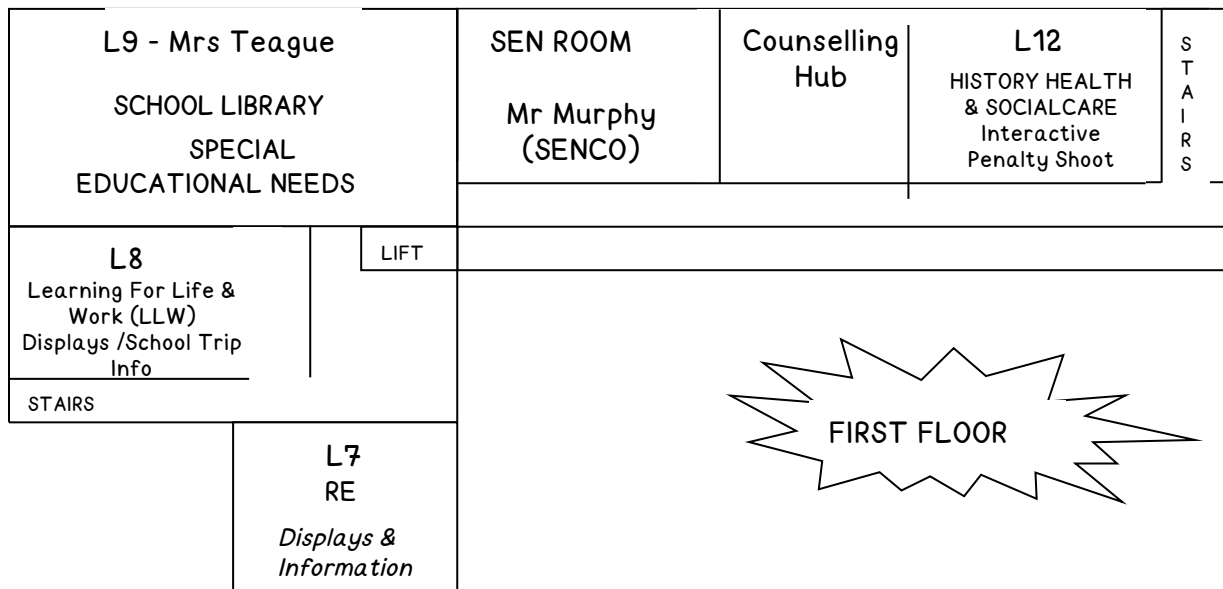 L9 - Mrs Teague
SCHOOL LIBRARY
SPECIAL
EDUCATIONAL NEEDS
SEN ROOM
Mr Murphy
(SENCO)
Counselling
Hub
L12
HISTORY HEALTH
& SOCIALCARE
Interactive
Penalty Shoot
STAIRS
LIFT
L8
Learning For Life &
Work (LLW)
Displays /School Trip
Info
STAIRS
L7
RE
Displays &
Information
FIRST FLOOR